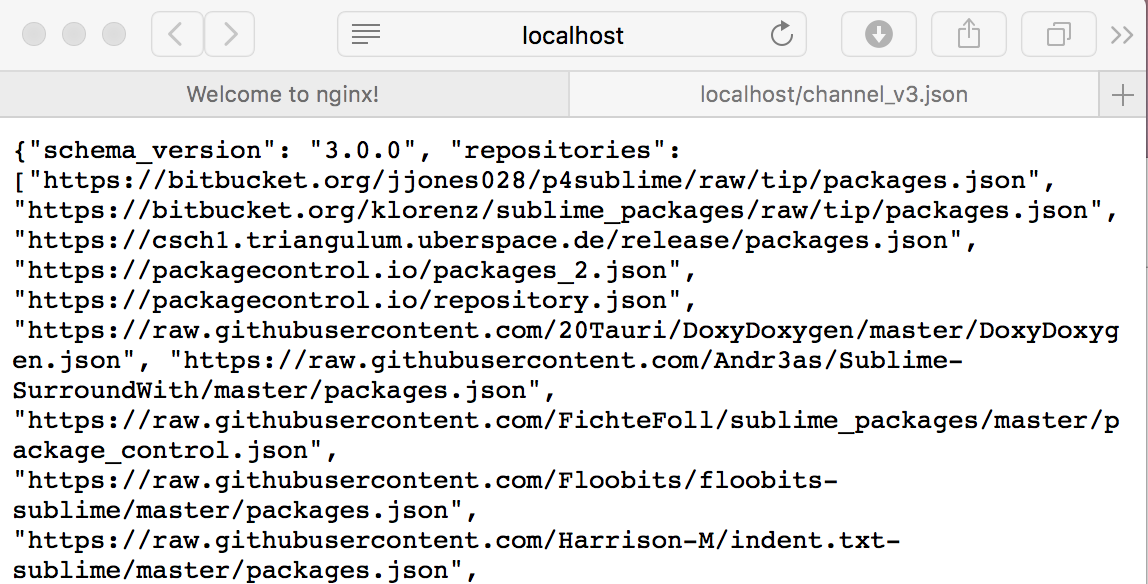 localhost
Welcome to nginx!
localhost/channel_v3.json
{"schema_version": "3.0.0", "repositories":
["https://bitbucket.org/jjones028/p4sublime/raw/tip/packages.json",
"https://bitbucket.org/klorenz/sublime_packages/raw/tip/packages.json",
"https://csch1.triangulum.uberspace.de/release/packages.json",
"https://packagecontrol.io/packages_2.json",
"https://packagecontrol.io/repository.json",
"https://raw.githubusercontent.com/20Tauri/DoxyDoxygen/master/DoxyDoxyg
en.json", "https://raw.githubusercontent.com/Andr3as/Sublime-
SurroundWith/master/packages.json",
"https://raw.githubusercontent.com/FichteFoll/sublime_packages/master/p
ackage_control.json",
"https://raw.githubusercontent.com/Floobits/floobits-
sublime/master/packages.json",
"https://raw.githubusercontent.com/Harrison-M/indent.txt-
sublime/master/packages.json",